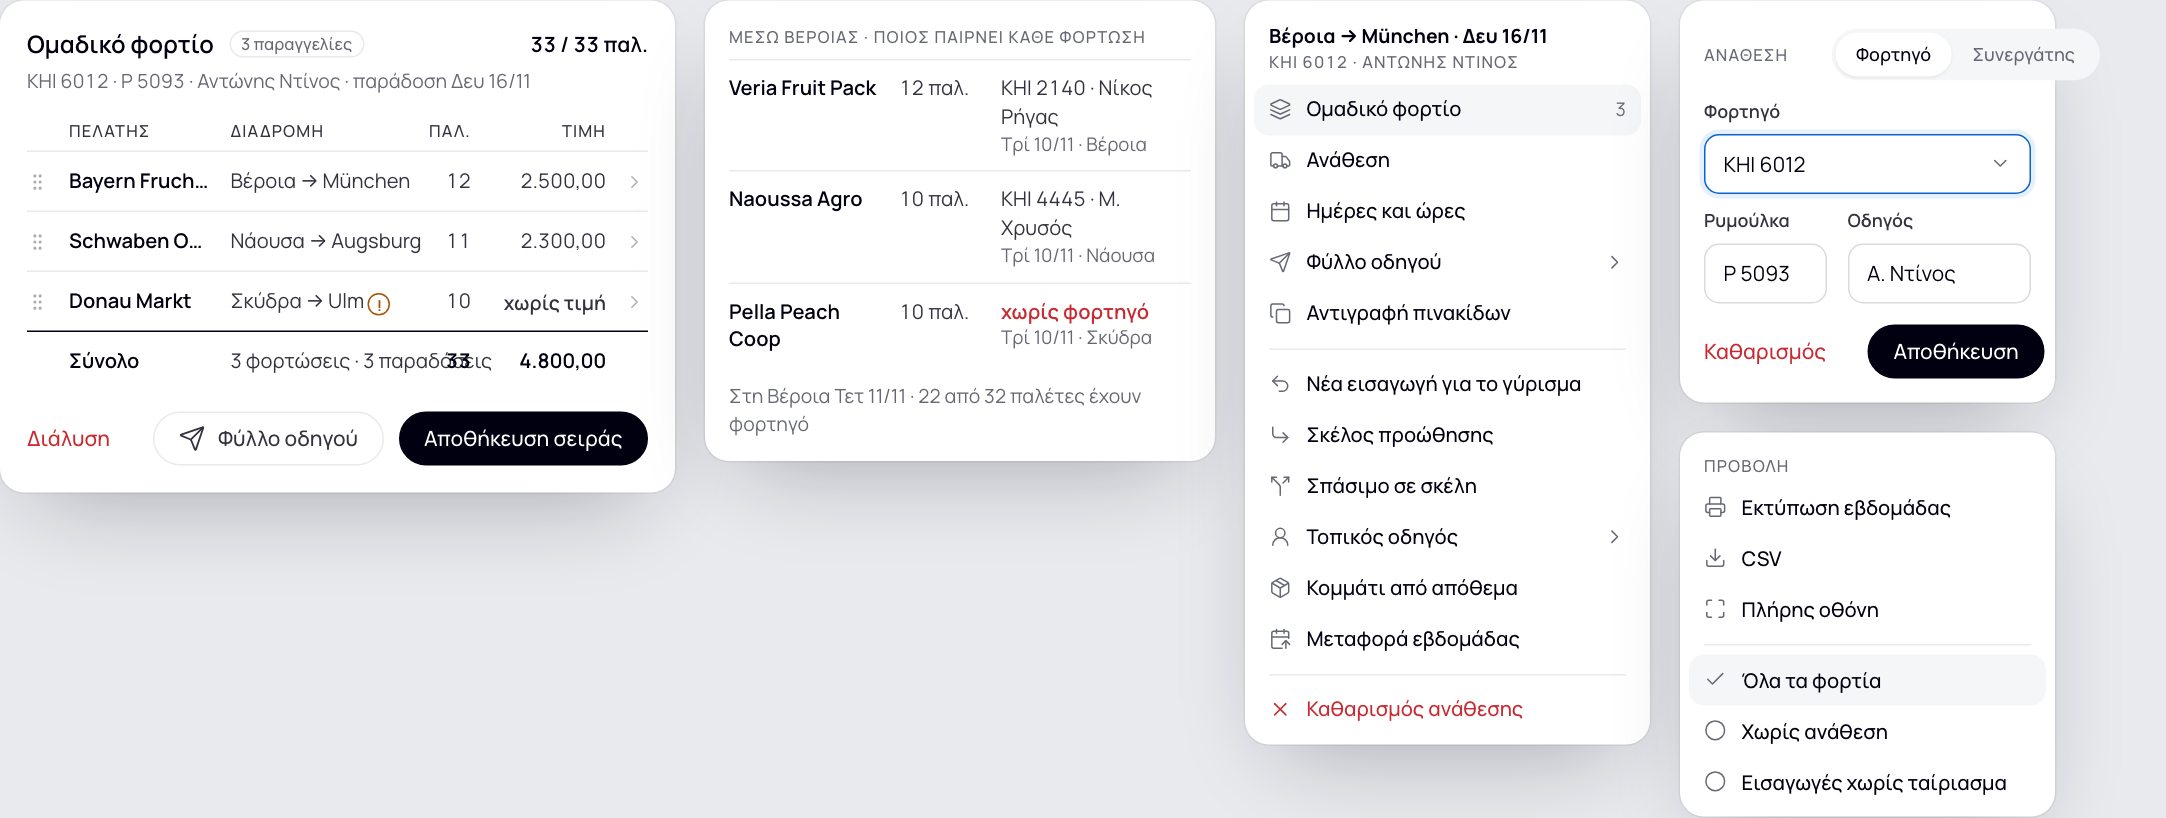 Ομαδικό φορτίο 3 παραγγελίες 33 / 33 παλ.
ΚΗΙ 6012 · Ρ 5093 · Αντώνης Ντίνος · παράδοση Δευ 16/11
ΠΕΛΑΤΗΣ ΔΙΑΔΡΟΜΗ ΠΑΛ. ΤΙΜΗ
Bayern Fruch... Βέροια → München 12 2.500,00
Schwaben O... Νάουσα → Augsburg 11 2.300,00
Donau Markt Σκύδρα → Ulm 10 χωρίς τιμή
Σύνολο 3 φορτώσεις · 3 παραδόσεις 33 4.800,00
Διάλυση Φύλλο οδηγού Αποθήκευση σειράς
ΜΕΣΩ ΒΕΡΟΙΑΣ · ΠΟΙΟΣ ΠΑΙΡΝΕΙ ΚΑΘΕ ΦΟΡΤΩΣΗ
Veria Fruit Pack 12 παλ. ΚΗΙ 2140 · Νίκος
Ρήγας
Τρί 10/11 · Βέροια
Naoussa Agro 10 παλ. ΚΗΙ 4445 · Μ.
Χρυσός
Τρί 10/11 · Νάουσα
Pella Peach 10 παλ. χωρίς φορτηγό
Coop Τρί 10/11 · Σκύδρα
Στη Βέροια Τετ 11/11 · 22 από 32 παλέτες έχουν
φορτηγό
Βέροια → München · Δευ 16/11
ΚΗΙ 6012 · ΑΝΤΩΝΗΣ ΝΤΙΝΟΣ
Ομαδικό φορτίο 3
Ανάθεση
Ημέρες και ώρες
Φύλλο οδηγού
Αντιγραφή πινακίδων
Νέα εισαγωγή για το γύρισμα
Σκέλος προώθησης
Σπάσιμο σε σκέλη
Τοπικός οδηγός
Κομμάτι από απόθεμα
Μεταφορά εβδομάδας
Καθαρισμός ανάθεσης
ΑΝΑΘΕΣΗ Φορτηγό Συνεργάτης
Φορτηγό
ΚΗΙ 6012
Ρυμούλκα Οδηγός
Ρ 5093 Α. Ντίνος
Καθαρισμός Αποθήκευση
ΠΡΟΒΟΛΗ
Εκτύπωση εβδομάδας
CSV
Πλήρης οθόνη
Όλα τα φορτία
Χωρίς ανάθεση
Εισαγωγές χωρίς ταίριασμα